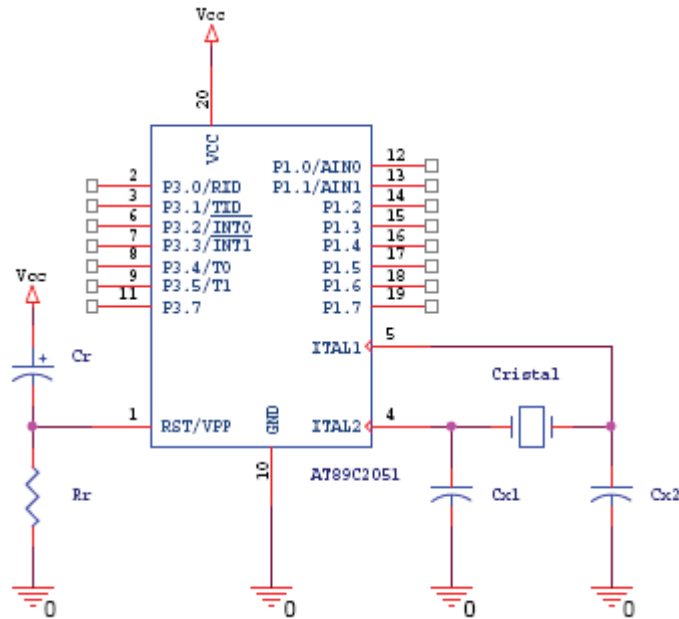 Vcc
20
VCC
2
P3.0/RXD
3
P3.1/TXD
6
P3.2/INT0
7
P3.3/INT1
8
P3.4/T0
9
P3.5/T1
11
P3.7
12
P1.0/AIN0
13
P1.1/AIN1
14
P1.2
15
P1.3
16
P1.4
17
P1.5
18
P1.6
19
P1.7
5
ITAL1
4
ITAL2
1
RST/VPP
GND
10
AT89C2051
Vcc
Cr
Rr
Cristal
Cx1
Cx2
0
0
0
0